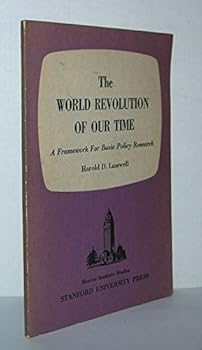 The
WORLD REVOLUTION
OF OUR TIME
A Framework For Basic Policy Research
Harold D. Lasswell
Hoover Institute Studies
STANFORD UNIVERSITY PRESS